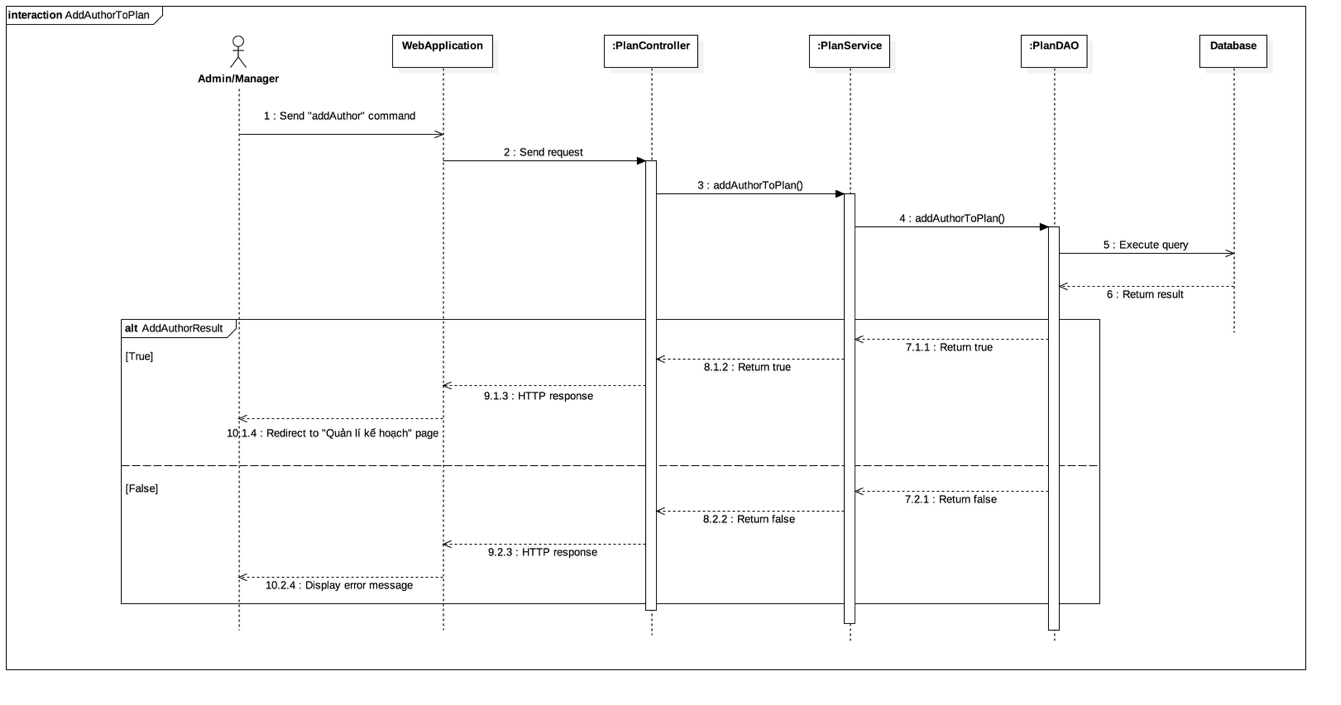 interaction AddAuthorToPlan
Admin/Manager
WebApplication
:PlanController
:PlanService
:PlanDAO
Database
1 : Send "addAuthor" command
2 : Send request
3 : addAuthorToPlan()
4 : addAuthorToPlan()
5 : Execute query
6 : Return result
alt AddAuthorResult
[True]
7.1.1 : Return true
8.1.2 : Return true
9.1.3 : HTTP response
10.1.4 : Redirect to "Quản lí kế hoạch" page
[False]
7.2.1 : Return false
8.2.2 : Return false
9.2.3 : HTTP response
10.2.4 : Display error message